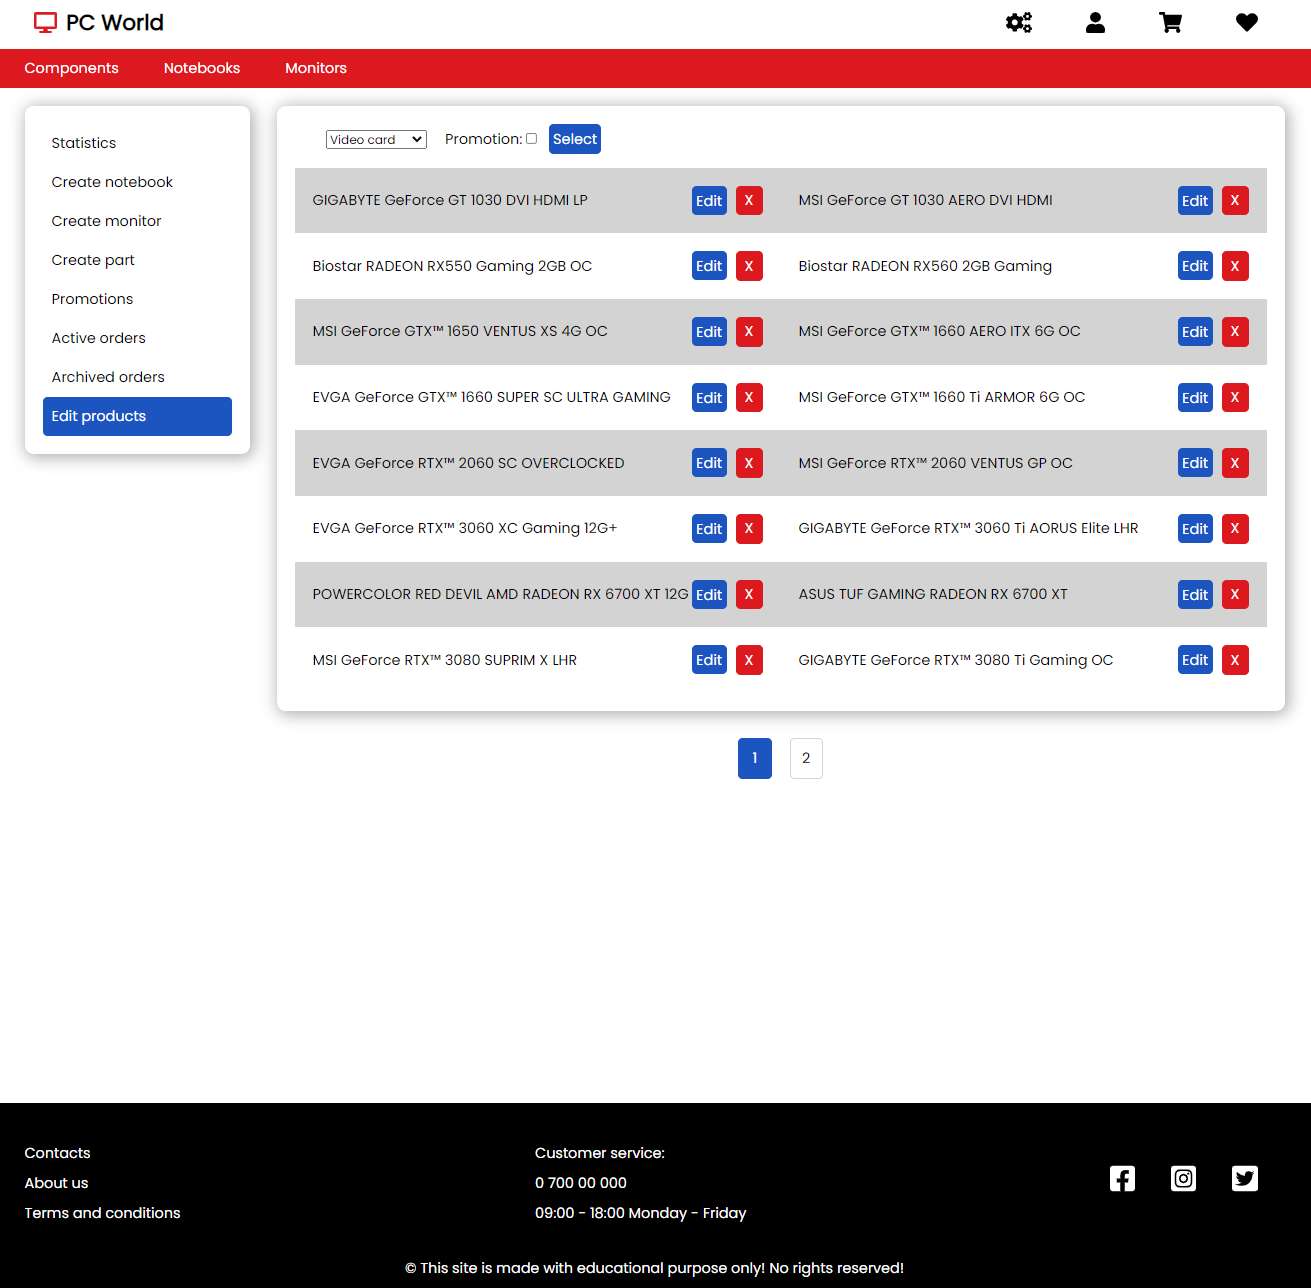 PC World
Components Notebooks Monitors
Statistics
Create notebook
Create monitor
Create part
Promotions
Active orders
Archived orders
Edit products
Video card Promotion: Select
GIGABYTE GeForce GT 1030 DVI HDMI LP Edit X MSI GeForce GT 1030 AERO DVI HDMI Edit X
Biostar RADEON RX550 Gaming 2GB OC Edit X Biostar RADEON RX560 2GB Gaming Edit X
MSI GeForce GTX™ 1650 VENTUS XS 4G OC Edit X MSI GeForce GTX™ 1660 AERO ITX 6G OC Edit X
EVGA GeForce GTX™ 1660 SUPER SC ULTRA GAMING Edit X MSI GeForce GTX™ 1660 Ti ARMOR 6G OC Edit X
EVGA GeForce RTX™ 2060 SC OVERCLOCKED Edit X MSI GeForce RTX™ 2060 VENTUS GP OC Edit X
EVGA GeForce RTX™ 3060 XC Gaming 12G+ Edit X GIGABYTE GeForce RTX™ 3060 Ti AORUS Elite LHR Edit X
POWERCOLOR RED DEVIL AMD RADEON RX 6700 XT 12G Edit X ASUS TUF GAMING RADEON RX 6700 XT Edit X
MSI GeForce RTX™ 3080 SUPRIM X LHR Edit X GIGABYTE GeForce RTX™ 3080 Ti Gaming OC Edit X
1 2
Contacts
About us
Terms and conditions
Customer service:
0 700 00 000
09:00 - 18:00 Monday - Friday
© This site is made with educational purpose only! No rights reserved!